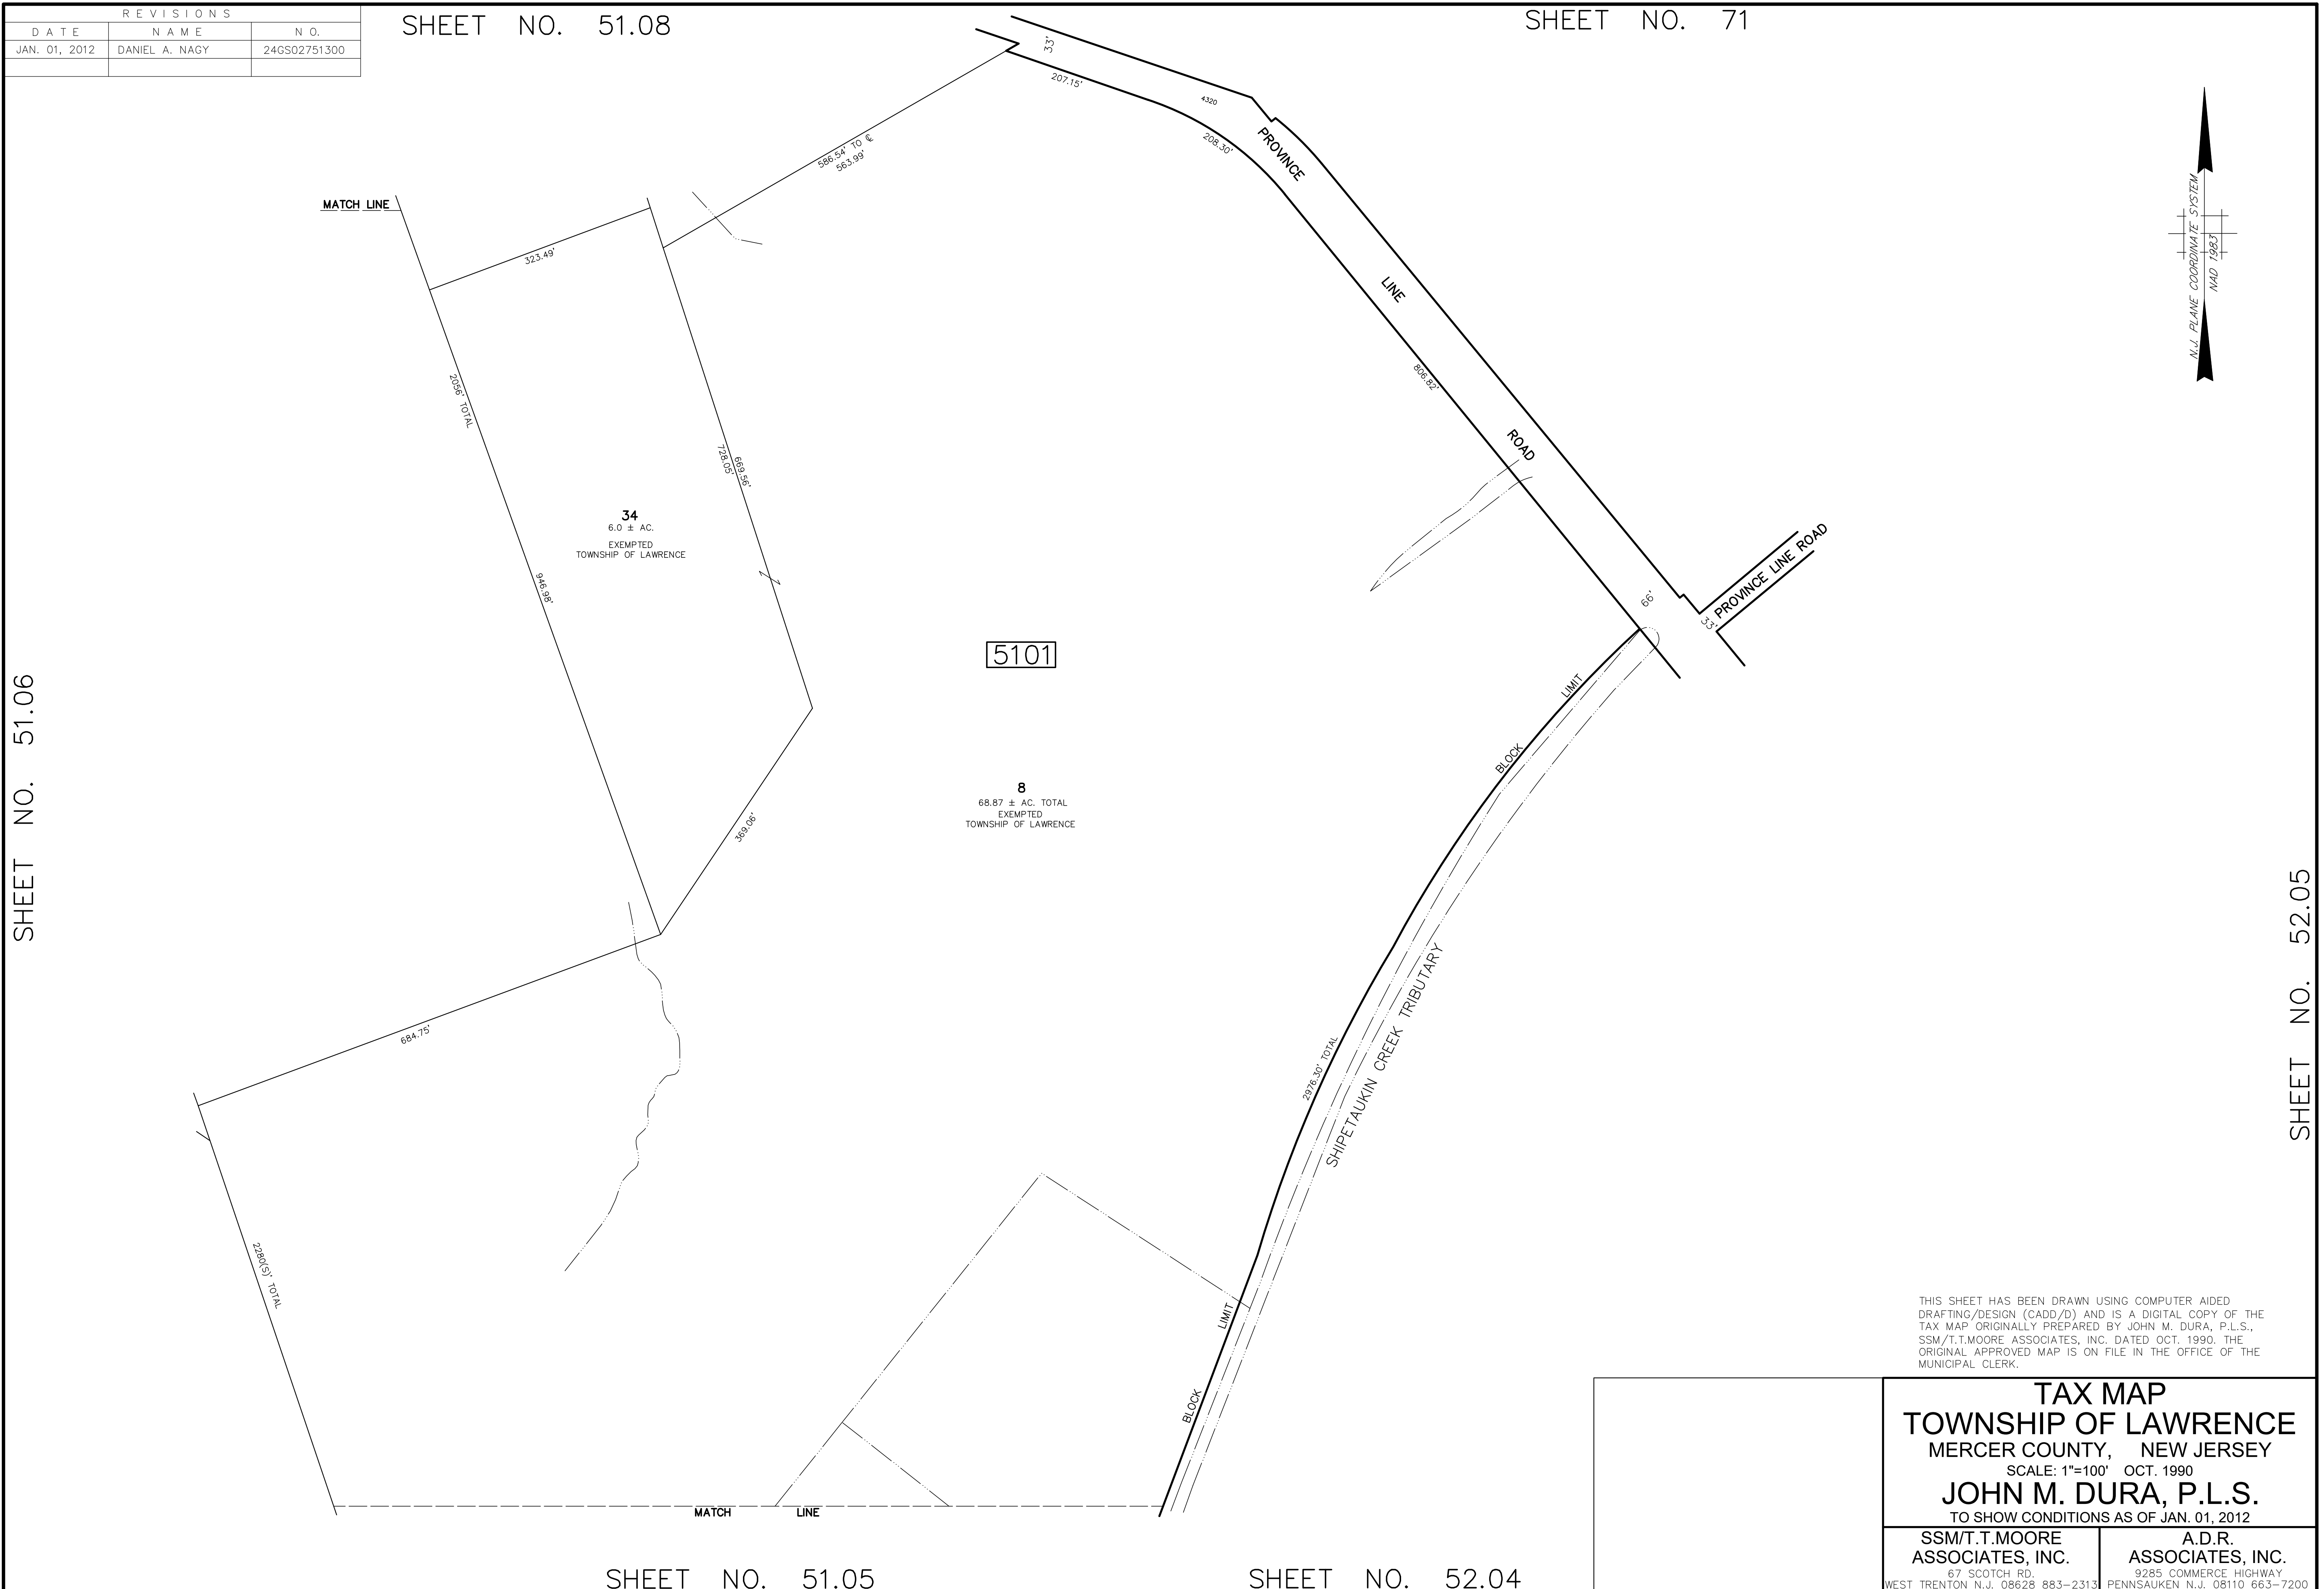 REVISIONS
DATE NAME NO.
JAN. 01, 2012 DANIEL A. NAGY 24GS02751300
SHEET NO. 51.08
SHEET NO. 71
33'
207.15'
4320
208.30'
PROVINCE
LINE
ROAD
806.82'
586.54' TO ℄
563.99'
MATCH LINE
323.49'
2056' TOTAL
728.05'
669.56'
946.98'
34
6.0 ± AC.
EXEMPTED
TOWNSHIP OF LAWRENCE
N.J. PLANE COORDINATE SYSTEM
NAD 1983
PROVINCE LINE ROAD
66'
33'
5101
SHEET NO. 51.06
8
68.87 ± AC. TOTAL
EXEMPTED
TOWNSHIP OF LAWRENCE
369.06'
LIMIT
BLOCK
SHEET NO. 52.05
684.75'
2976.30' TOTAL
SHIPETAUKIN CREEK TRIBUTARY
2280(S)' TOTAL
LIMIT
BLOCK
MATCH LINE
SHEET NO. 51.05
SHEET NO. 52.04
THIS SHEET HAS BEEN DRAWN USING COMPUTER AIDED
DRAFTING/DESIGN (CADD/D) AND IS A DIGITAL COPY OF THE
TAX MAP ORIGINALLY PREPARED BY JOHN M. DURA, P.L.S.,
SSM/T.T.MOORE ASSOCIATES, INC. DATED OCT. 1990. THE
ORIGINAL APPROVED MAP IS ON FILE IN THE OFFICE OF THE
MUNICIPAL CLERK.
TAX MAP
TOWNSHIP OF LAWRENCE
MERCER COUNTY, NEW JERSEY
SCALE: 1"=100' OCT. 1990
JOHN M. DURA, P.L.S.
TO SHOW CONDITIONS AS OF JAN. 01, 2012
SSM/T.T.MOORE
ASSOCIATES, INC.
67 SCOTCH RD.
WEST TRENTON N.J. 08628 883-2313
A.D.R.
ASSOCIATES, INC.
9285 COMMERCE HIGHWAY
PENNSAUKEN N.J. 08110 663-7200